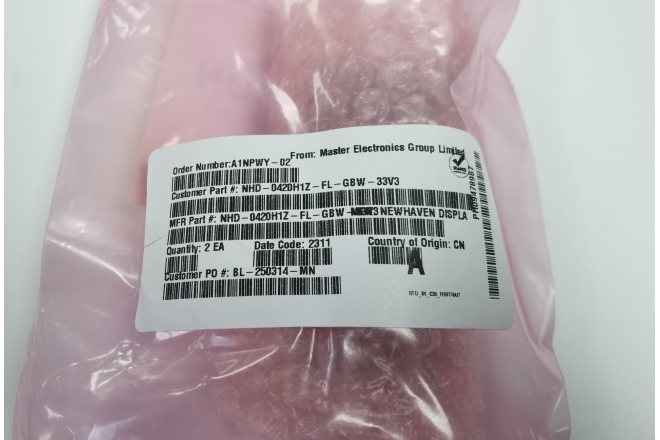 Order Number:A1NPWY-02
From: Master Electronics Group Limited
RoHS
Customer Part #: NHD-0420H1Z-FL-GBW-33V3
MFR Part #: NHD-0420H1Z-FL-GBW- NEWHAVEN DISPLA
Quantity: 2 EA
Date Code: 2311
Country of Origin: CN
A
Customer PO #: BL-250314-MN